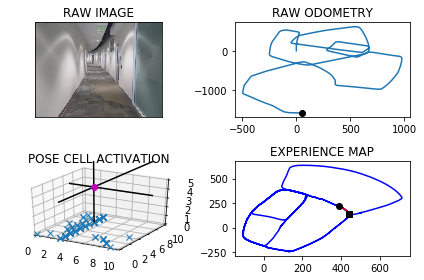 RAW IMAGE
RAW ODOMETRY
0
−1000
−500 0 500 1000
POSE CELL ACTIVATION
0 2 4 6 8 10
0 2 4 6 8 10
0 1 2 3 4 5
EXPERIENCE MAP
500
250
0
−250
0 200 400 600 800